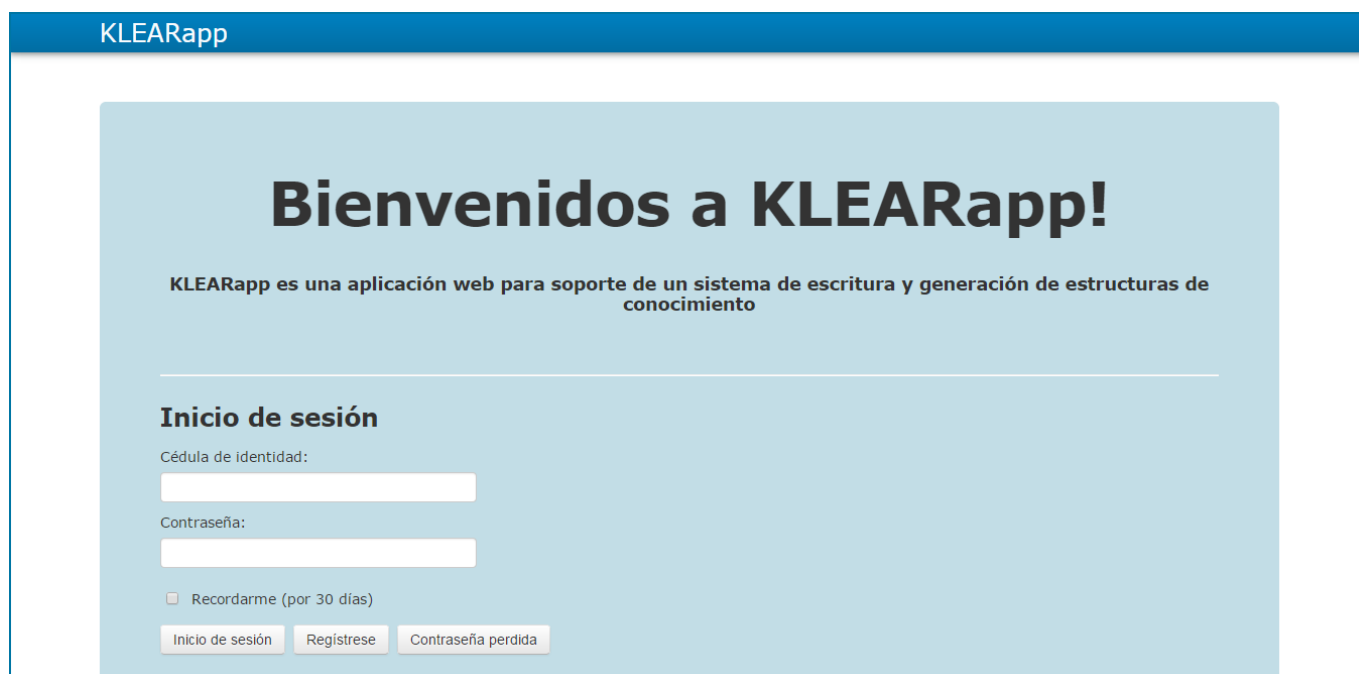 KLEARapp
Bienvenidos a KLEARapp!
KLEARapp es una aplicación web para soporte de un sistema de escritura y generación de estructuras de
conocimiento
Inicio de sesión
Cédula de identidad:
Contraseña:
Recordarme (por 30 días)
Inicio de sesión Regístrese Contraseña perdida